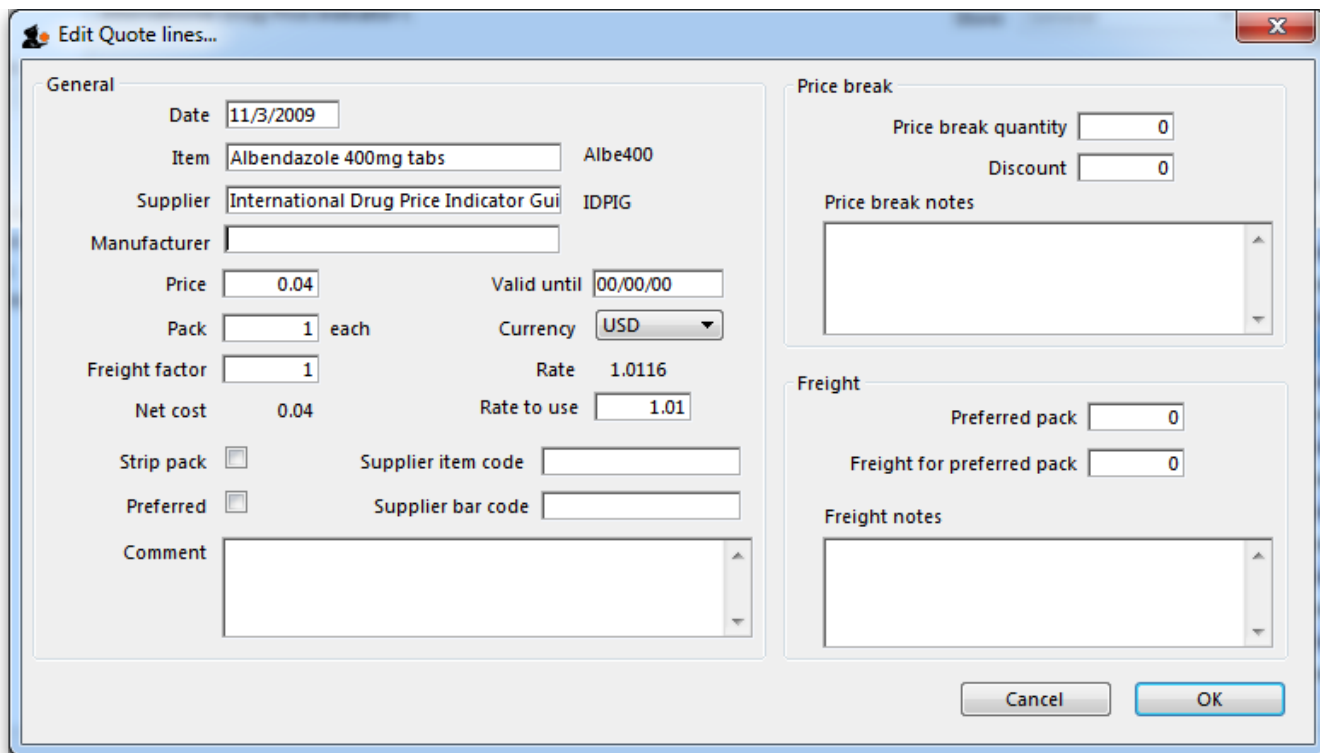 Edit Quote lines...
General
Date 11/3/2009
Item Albendazole 400mg tabs Albe400
Supplier International Drug Price Indicator Gui IDPIG
Manufacturer
Price 0.04 Valid until 00/00/00
Pack 1 each Currency USD
Freight factor 1 Rate 1.0116
Net cost 0.04 Rate to use 1.01
Strip pack Supplier item code
Preferred Supplier bar code
Comment
Price break
Price break quantity 0
Discount 0
Price break notes
Freight
Preferred pack 0
Freight for preferred pack 0
Freight notes
Cancel OK